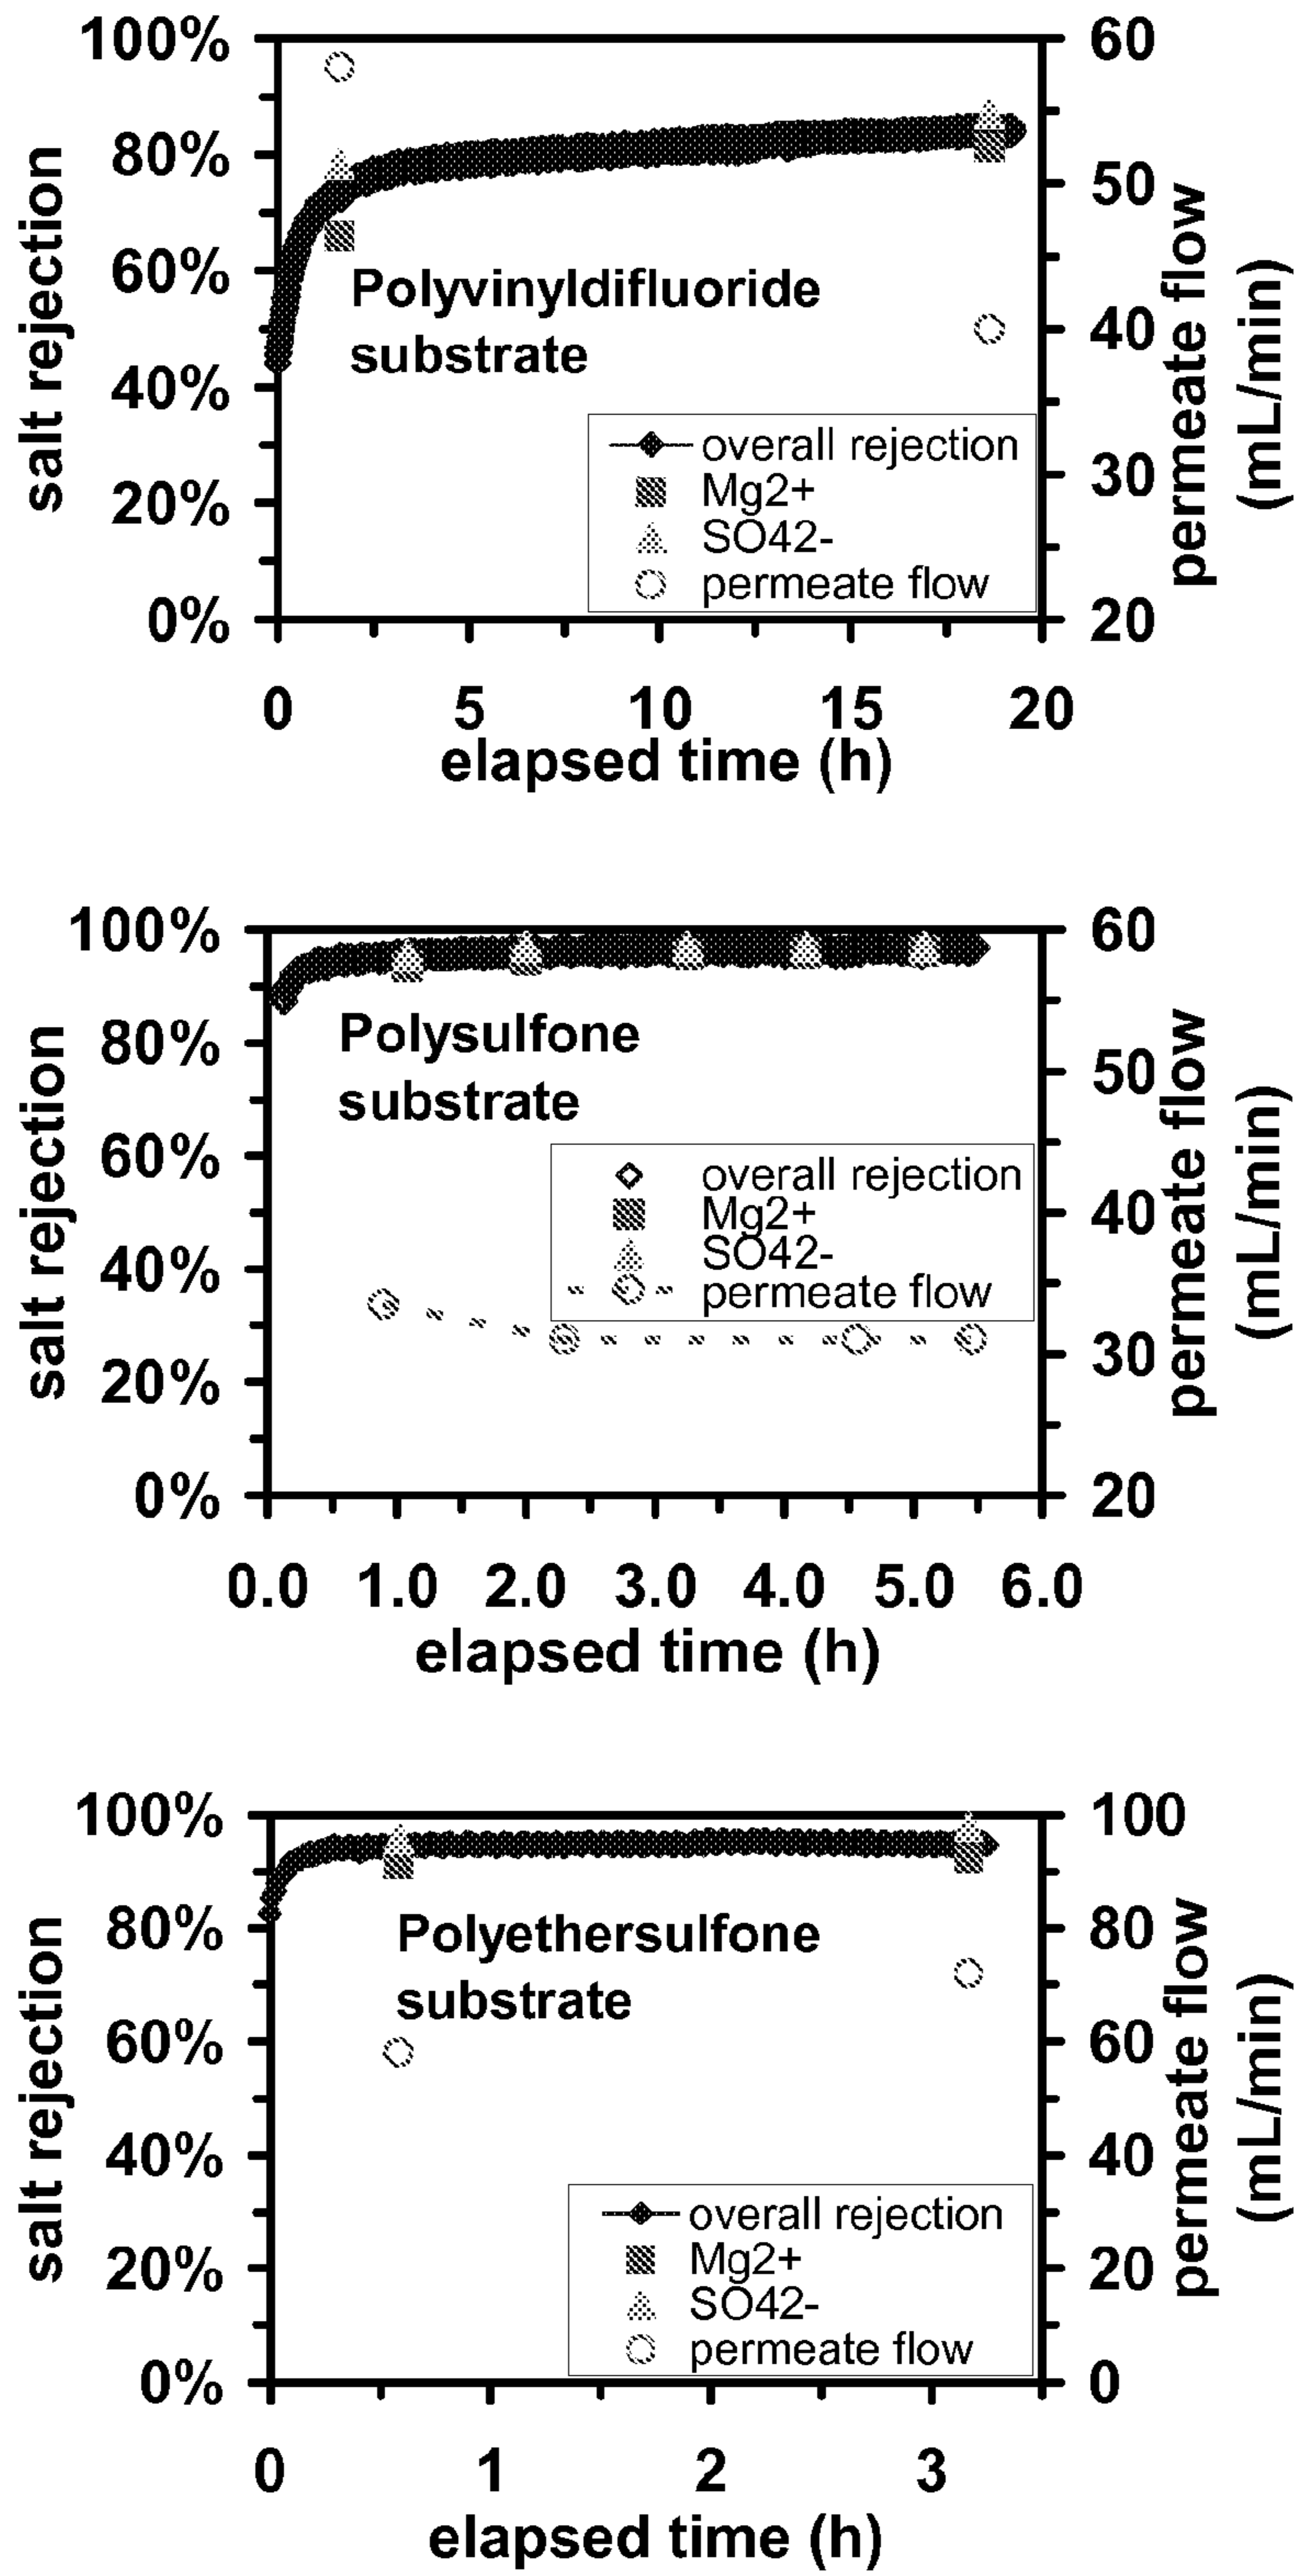 100%
80%
60%
40%
20%
0%
salt rejection
Polyvinyldifluoride
substrate
overall rejection
Mg2+
SO42-
permeate flow
60
50
40
30
20
permeate flow
(mL/min)
0 5 10 15 20
elapsed time (h)
100%
80%
60%
40%
20%
0%
salt rejection
Polysulfone
substrate
overall rejection
Mg2+
SO42-
permeate flow
60
50
40
30
20
permeate flow
(mL/min)
0.0 1.0 2.0 3.0 4.0 5.0 6.0
elapsed time (h)
100%
80%
60%
40%
20%
0%
salt rejection
Polyethersulfone
substrate
overall rejection
Mg2+
SO42-
permeate flow
100
80
60
40
20
0
permeate flow
(mL/min)
0 1 2 3
elapsed time (h)